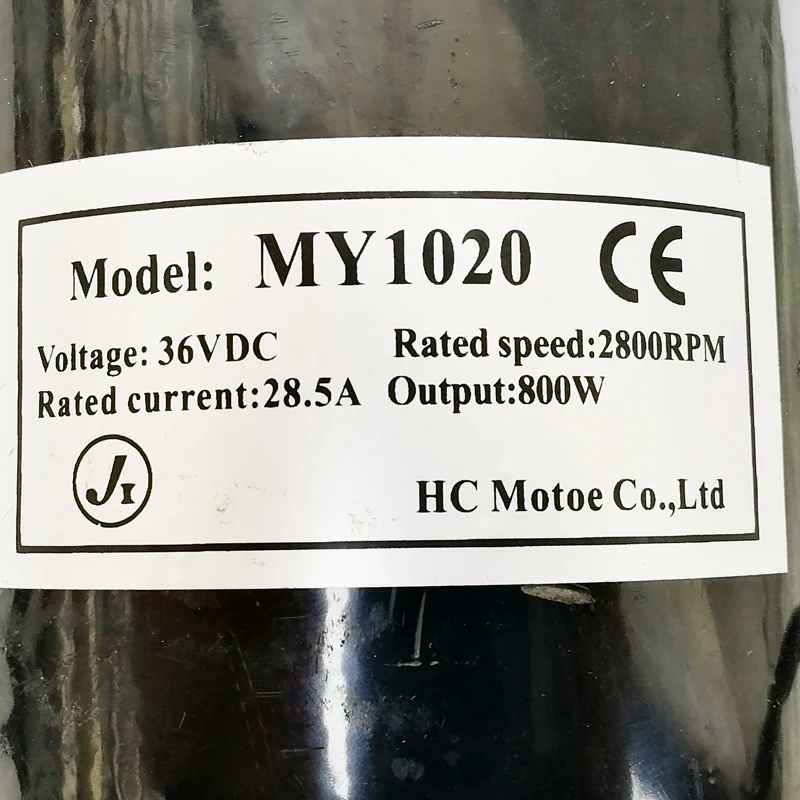 Model: MY1020 CE
Voltage: 36VDC Rated speed:2800RPM
Rated current:28.5A Output:800W
JI
HC Motoe Co.,Ltd